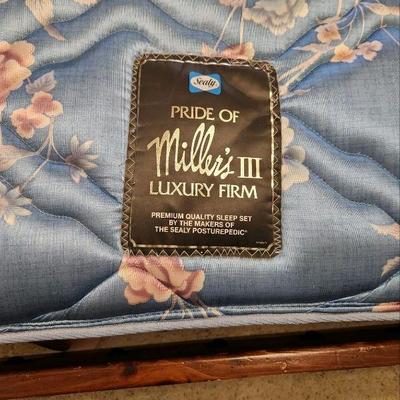 Sealy
PRIDE OF
Miller's III
LUXURY FIRM
PREMIUM QUALITY SLEEP SET
BY THE MAKERS OF
THE SEALY POSTUREPEDIC®